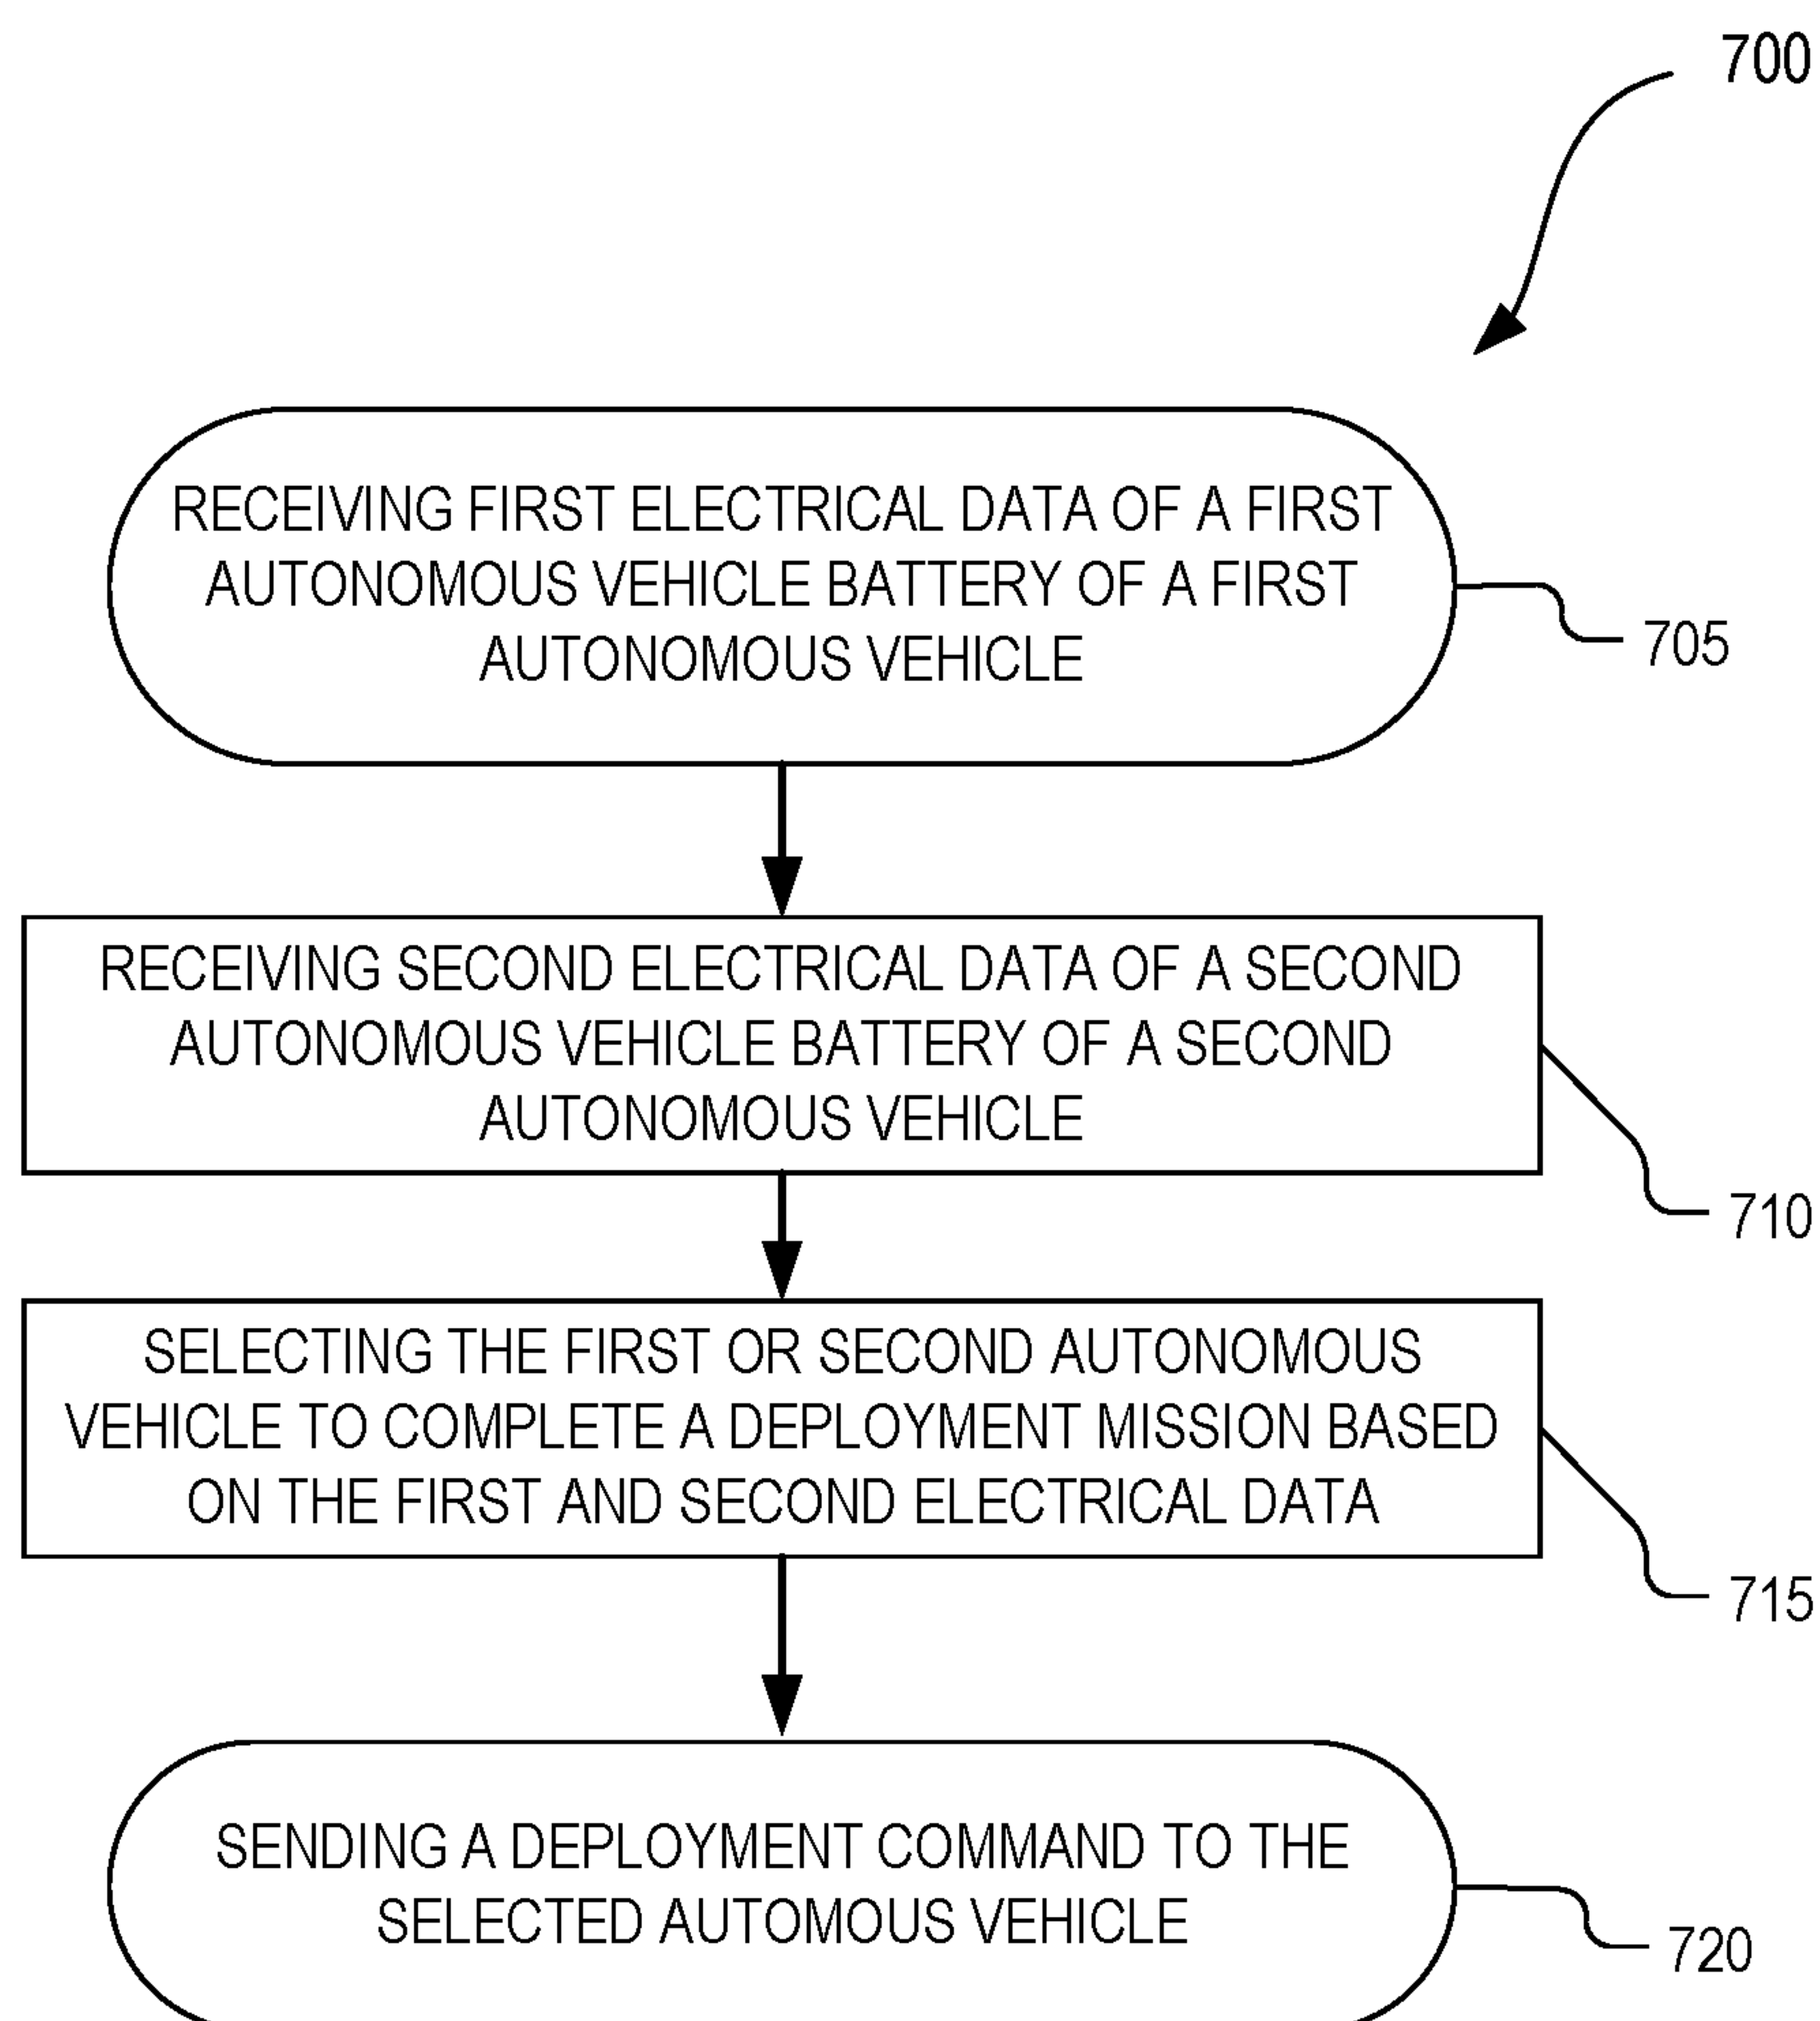 700
RECEIVING FIRST ELECTRICAL DATA OF A FIRST
AUTONOMOUS VEHICLE BATTERY OF A FIRST
AUTONOMOUS VEHICLE
705
RECEIVING SECOND ELECTRICAL DATA OF A SECOND
AUTONOMOUS VEHICLE BATTERY OF A SECOND
AUTONOMOUS VEHICLE
710
SELECTING THE FIRST OR SECOND AUTONOMOUS
VEHICLE TO COMPLETE A DEPLOYMENT MISSION BASED
ON THE FIRST AND SECOND ELECTRICAL DATA
715
SENDING A DEPLOYMENT COMMAND TO THE
SELECTED AUTOMOUS VEHICLE
720